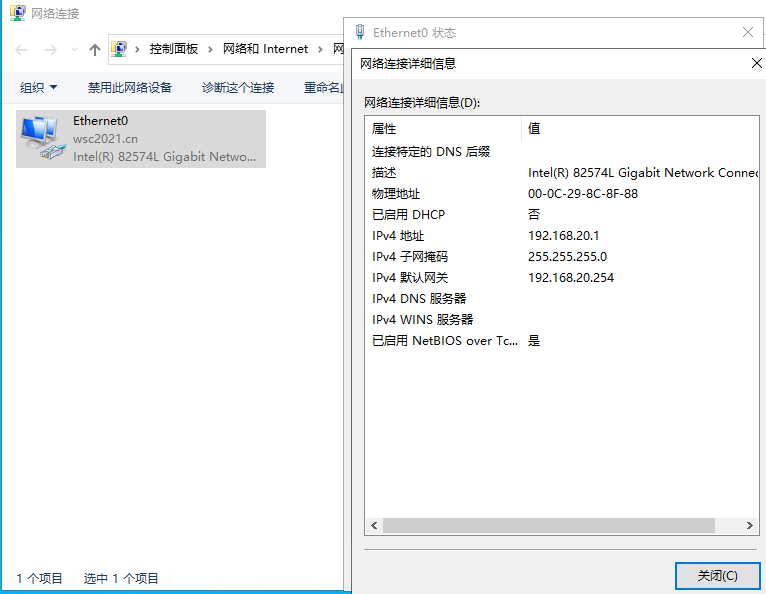 网络连接
控制面板 › 网络和 Internet › 网
组织 禁用此网络设备 诊断这个连接 重命名
Ethernet0
wsc2021.cn
Intel(R) 82574L Gigabit Netwo...
1 个项目 选中 1 个项目
Ethernet0 状态
网络连接详细信息
网络连接详细信息(D):
属性 值
连接特定的 DNS 后缀
描述 Intel(R) 82574L Gigabit Network Connec
物理地址 00-0C-29-8C-8F-88
已启用 DHCP 否
IPv4 地址 192.168.20.1
IPv4 子网掩码 255.255.255.0
IPv4 默认网关 192.168.20.254
IPv4 DNS 服务器
IPv4 WINS 服务器
已启用 NetBIOS over Tc... 是
关闭(C)